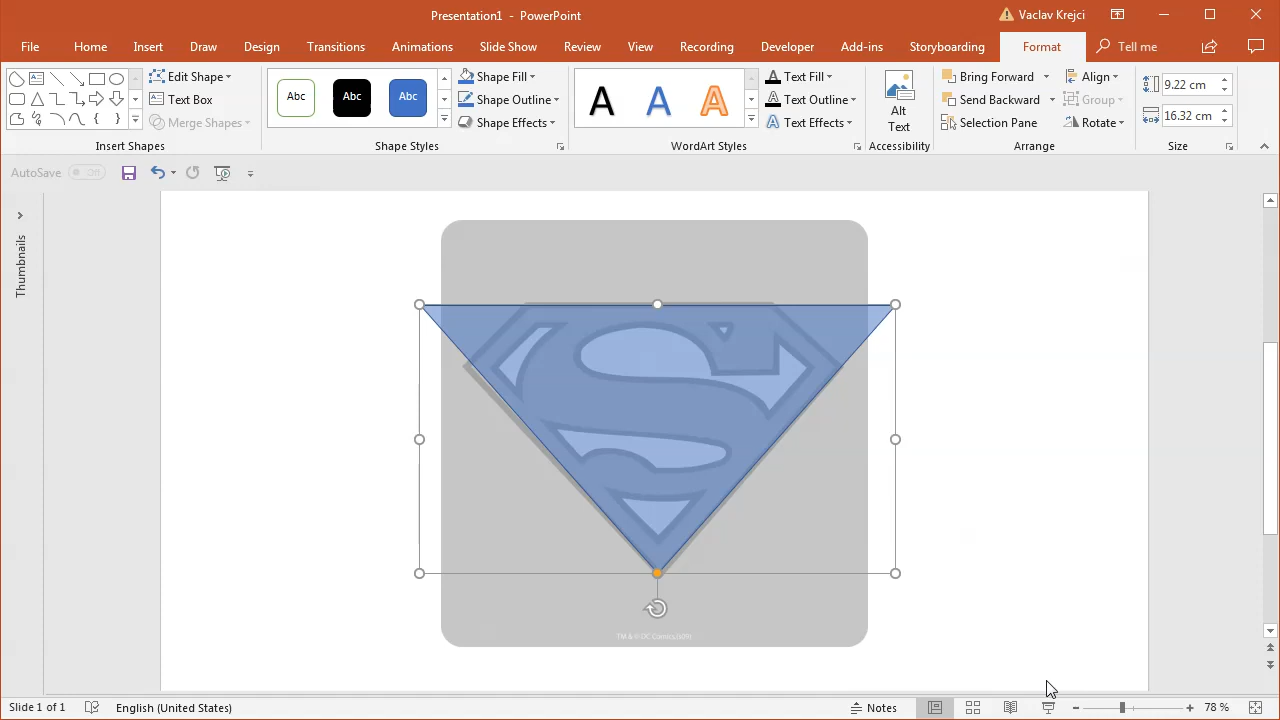 Presentation1 - PowerPoint
Vaclav Krejci
File Home Insert Draw Design Transitions Animations Slide Show Review View Recording Developer Add-ins Storyboarding Format Tell me
Edit Shape
Text Box
Merge Shapes
Insert Shapes
Abc Abc Abc
Shape Fill
Shape Outline
Shape Effects
Shape Styles
A A A
Text Fill
Text Outline
Text Effects
WordArt Styles
Alt
Text
Accessibility
Bring Forward
Send Backward
Selection Pane
Align
Group
Rotate
Arrange
9.22 cm
16.32 cm
Size
AutoSave Off
Thumbnails
Slide 1 of 1 English (United States) Notes 78 %